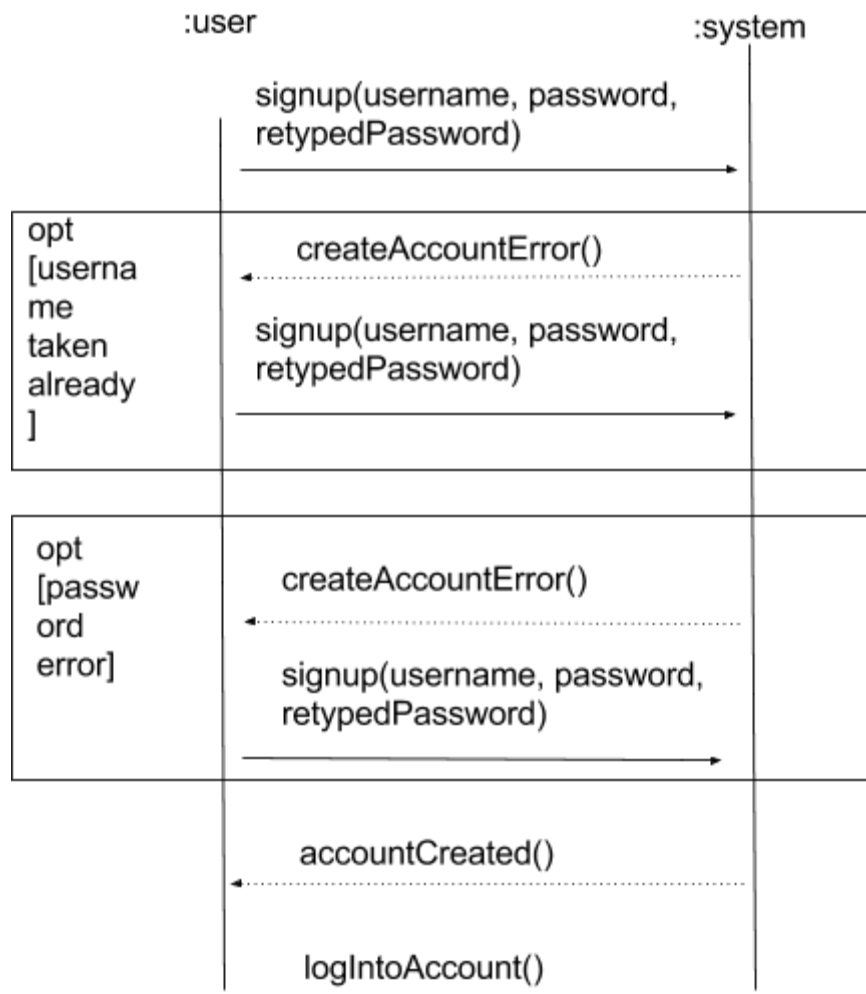 :user
:system
signup(username, password,
retypedPassword)
opt
[userna
me
taken
already
]
createAccountError()
signup(username, password,
retypedPassword)
opt
[passw
ord
error]
createAccountError()
signup(username, password,
retypedPassword)
accountCreated()
logIntoAccount()